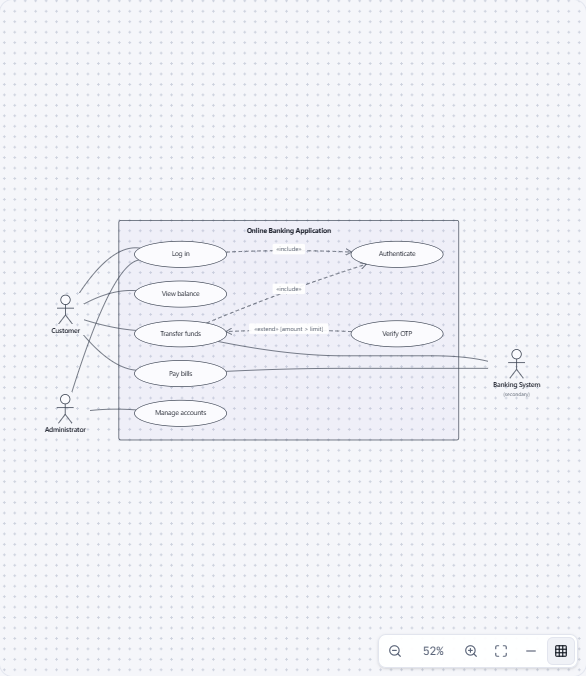 Online Banking Application
Log in
«include»
Authenticate
View balance
«include»
Customer
Transfer funds
«extend» [amount > limit]
Verify OTP
Pay bills
Banking System
(secondary)
Manage accounts
Administrator
52%